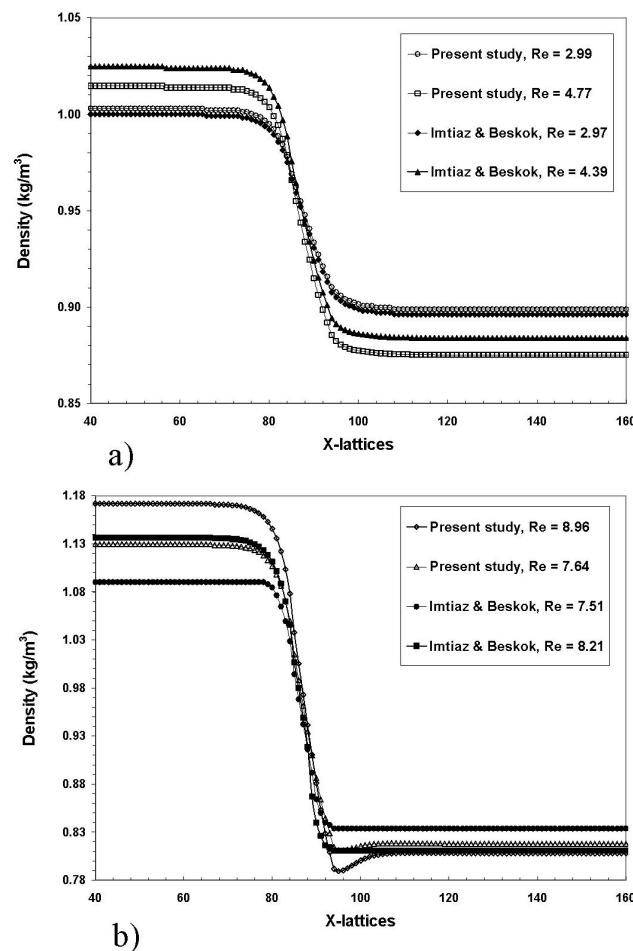 1.05
1.00
0.95
0.90
0.85
Density (kg/m³)
Present study, Re = 2.99
Present study, Re = 4.77
Imtiaz & Beskok, Re = 2.97
Imtiaz & Beskok, Re = 4.39
40 60 80 100 120 140 160
X-lattices
a)
1.18
1.13
1.08
1.03
0.98
0.93
0.88
0.83
0.78
Density (kg/m³)
Present study, Re = 8.96
Present study, Re = 7.64
Imtiaz & Beskok, Re = 7.51
Imtiaz & Beskok, Re = 8.21
40 60 80 100 120 140 160
X-lattices
b)